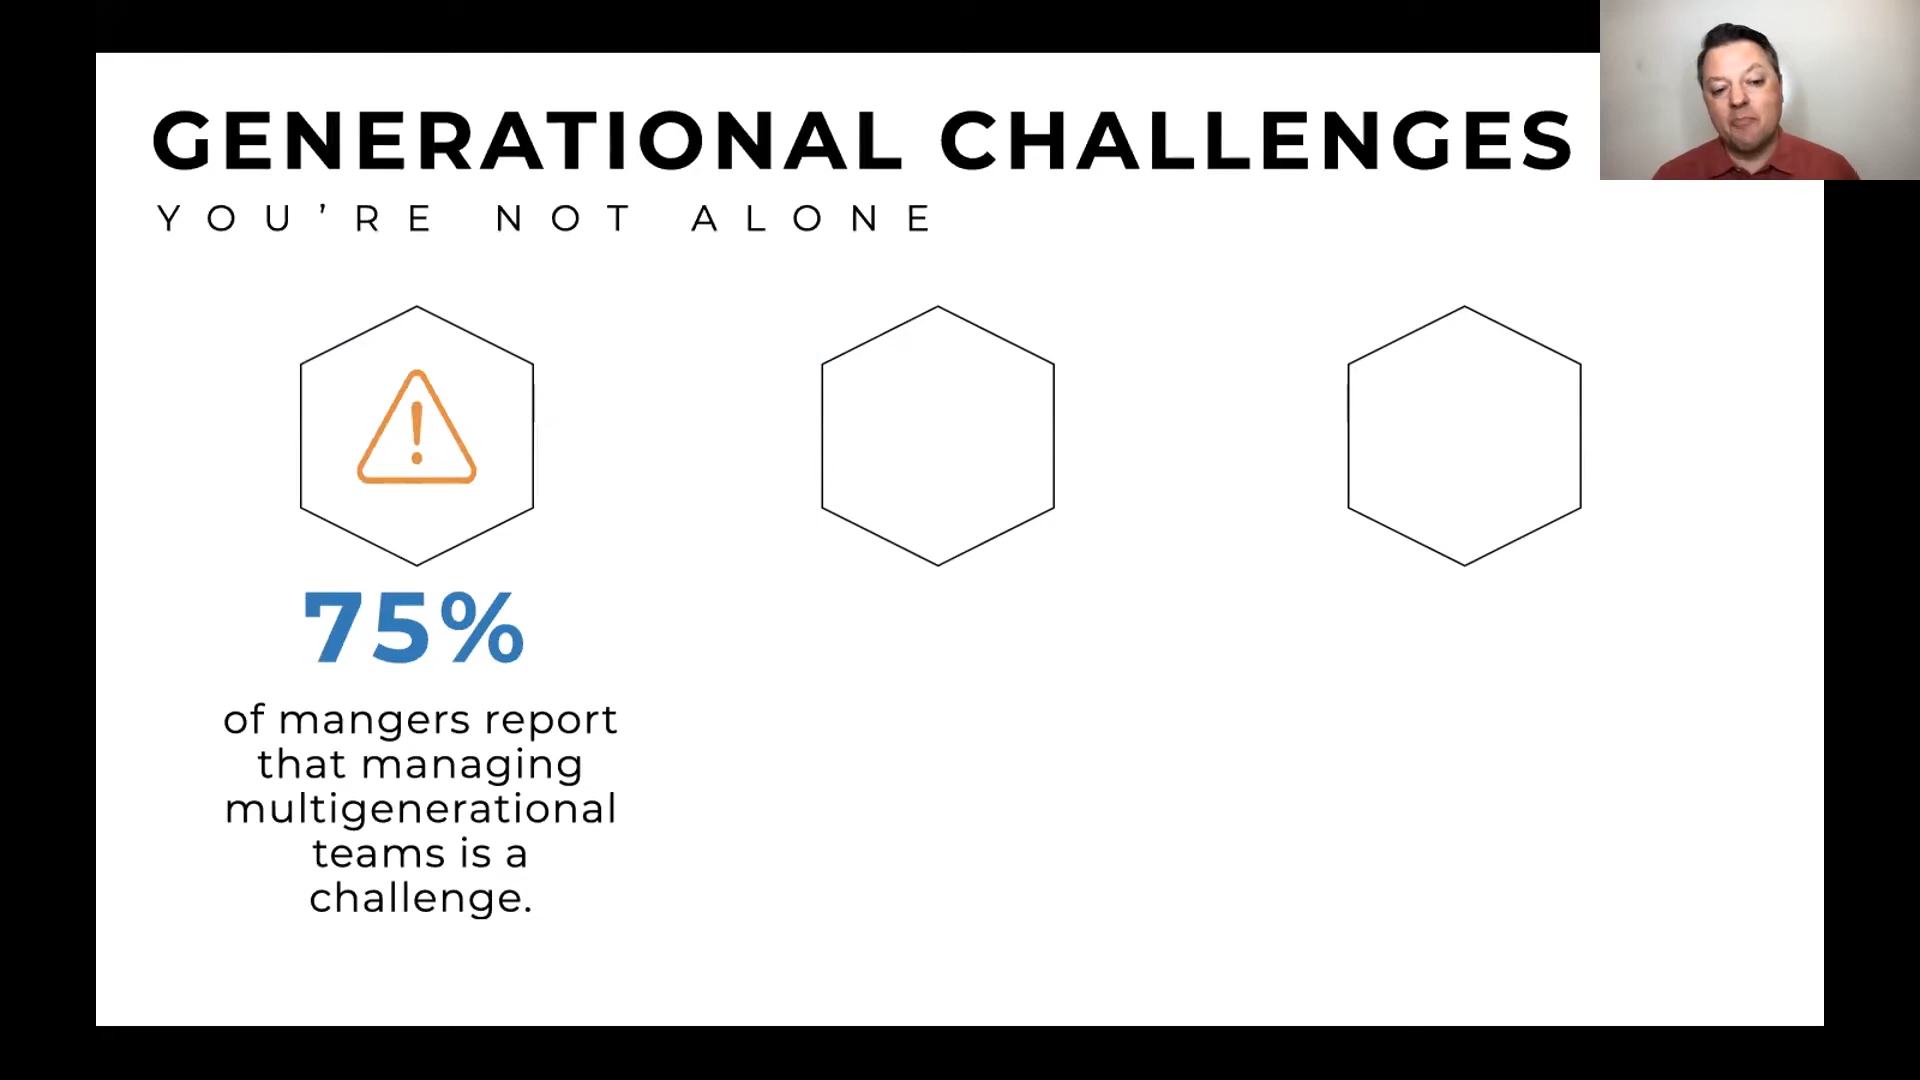 GENERATIONAL CHALLENGES
YOU’RE NOT ALONE
75%
of mangers report
that managing
multigenerational
teams is a
challenge.